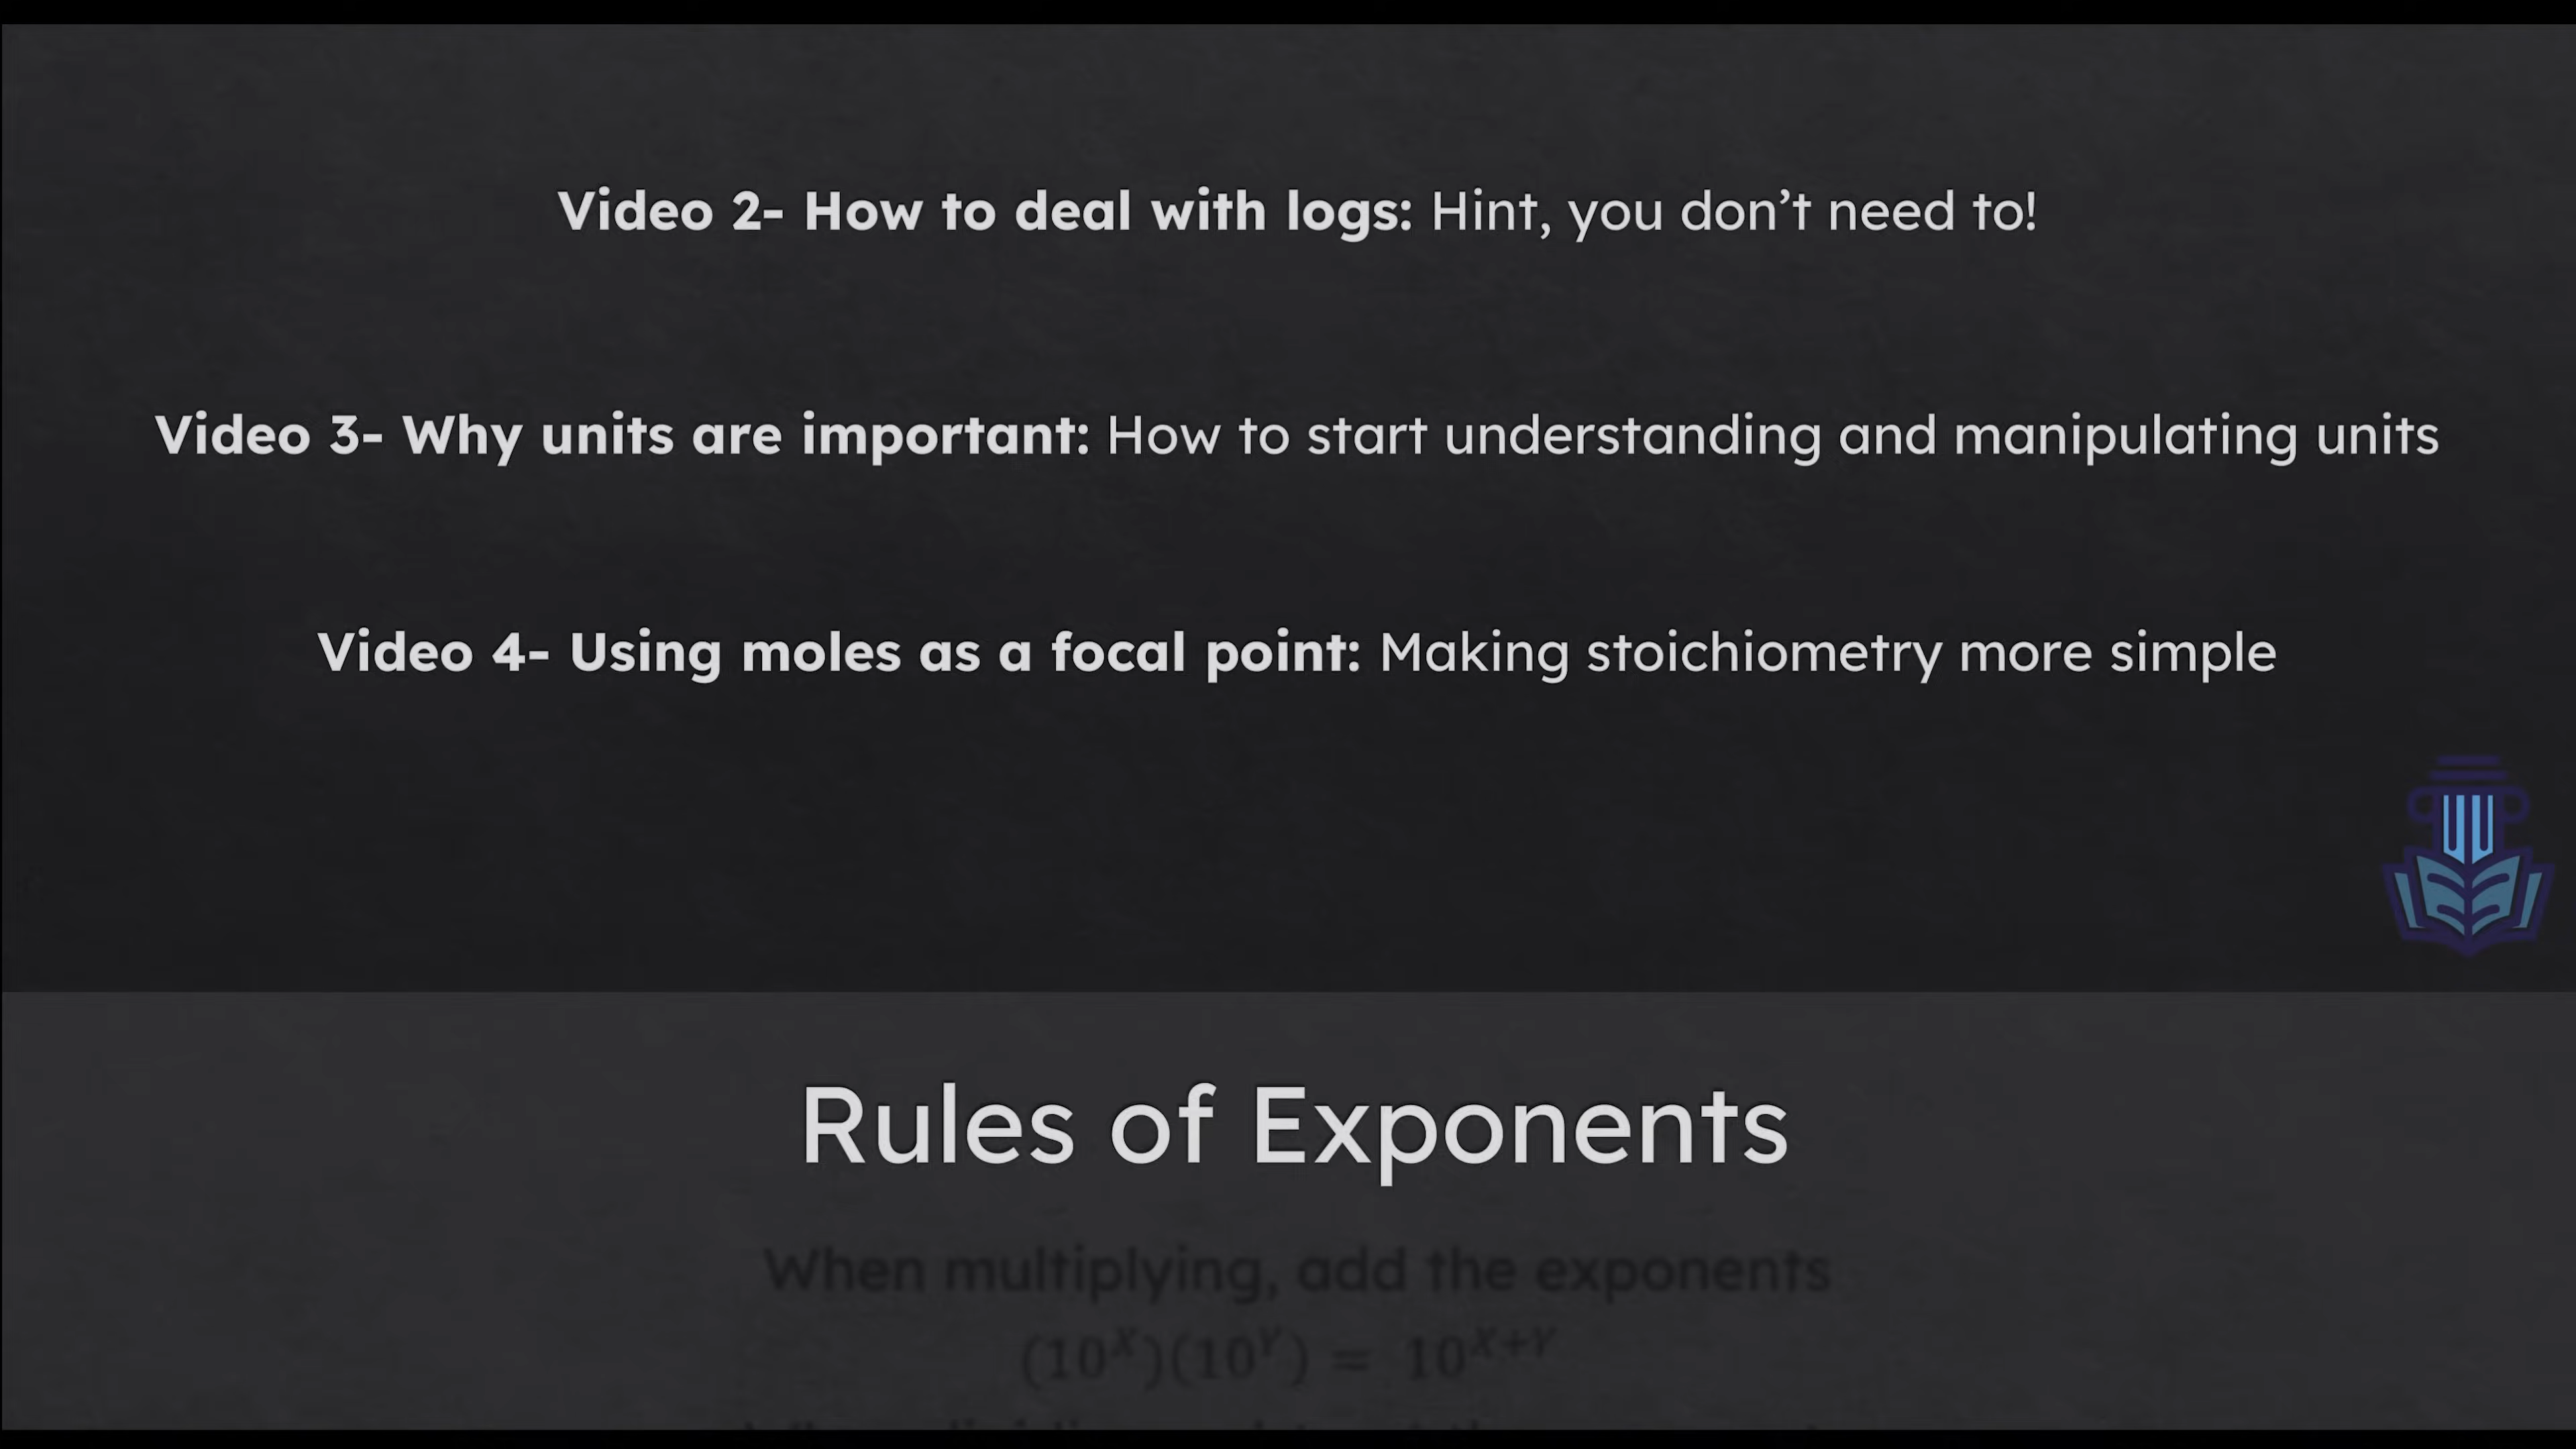 Video 2- How to deal with logs: Hint, you don’t need to!
Video 3- Why units are important: How to start understanding and manipulating units
Video 4- Using moles as a focal point: Making stoichiometry more simple
Rules of Exponents
When multiplying, add the exponents
(10^X)(10^Y) = 10^{X+Y}